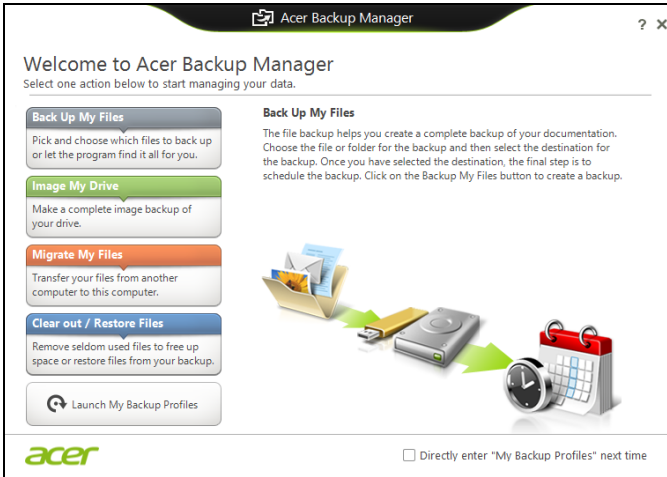 Acer Backup Manager
? X
Welcome to Acer Backup Manager
Select one action below to start managing your data.
Back Up My Files
Pick and choose which files to back up
or let the program find it all for you.
Image My Drive
Make a complete image backup of
your drive.
Migrate My Files
Transfer your files from another
computer to this computer.
Clear out / Restore Files
Remove seldom used files to free up
space or restore files from your backup.
Launch My Backup Profiles
Back Up My Files
The file backup helps you create a complete backup of your documentation.
Choose the file or folder for the backup and then select the destination for
the backup. Once you have selected the destination, the final step is to
schedule the backup. Click on the Backup My Files button to create a backup.
acer
Directly enter "My Backup Profiles" next time